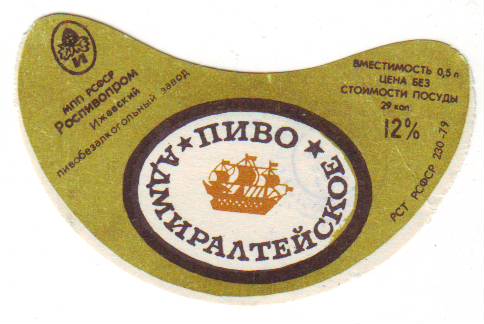 И
МПП РСФСР
Роспивопром
Ижевский
пивобезалкогольный завод
ВМЕСТИМОСТЬ 0,5 л
ЦЕНА БЕЗ
СТОИМОСТИ ПОСУДЫ
29 коп.
12%
РСТ РСФСР 230-79
★ ПИВО ★
АДМИРАЛТЕЙСКОЕ